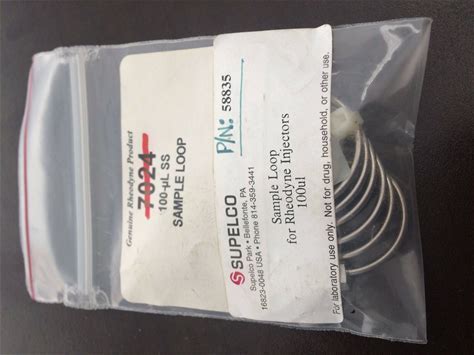 Genuine Rheodyne Product
7024
100-µL SS
SAMPLE LOOP
P/N: 58835
SUPELCO
Supelco Park • Bellefonte, PA
16823-0048 USA • Phone 814-359-3441
Sample Loop
for Rheodyne Injectors
100ul
For laboratory use only. Not for drug, household, or other use.